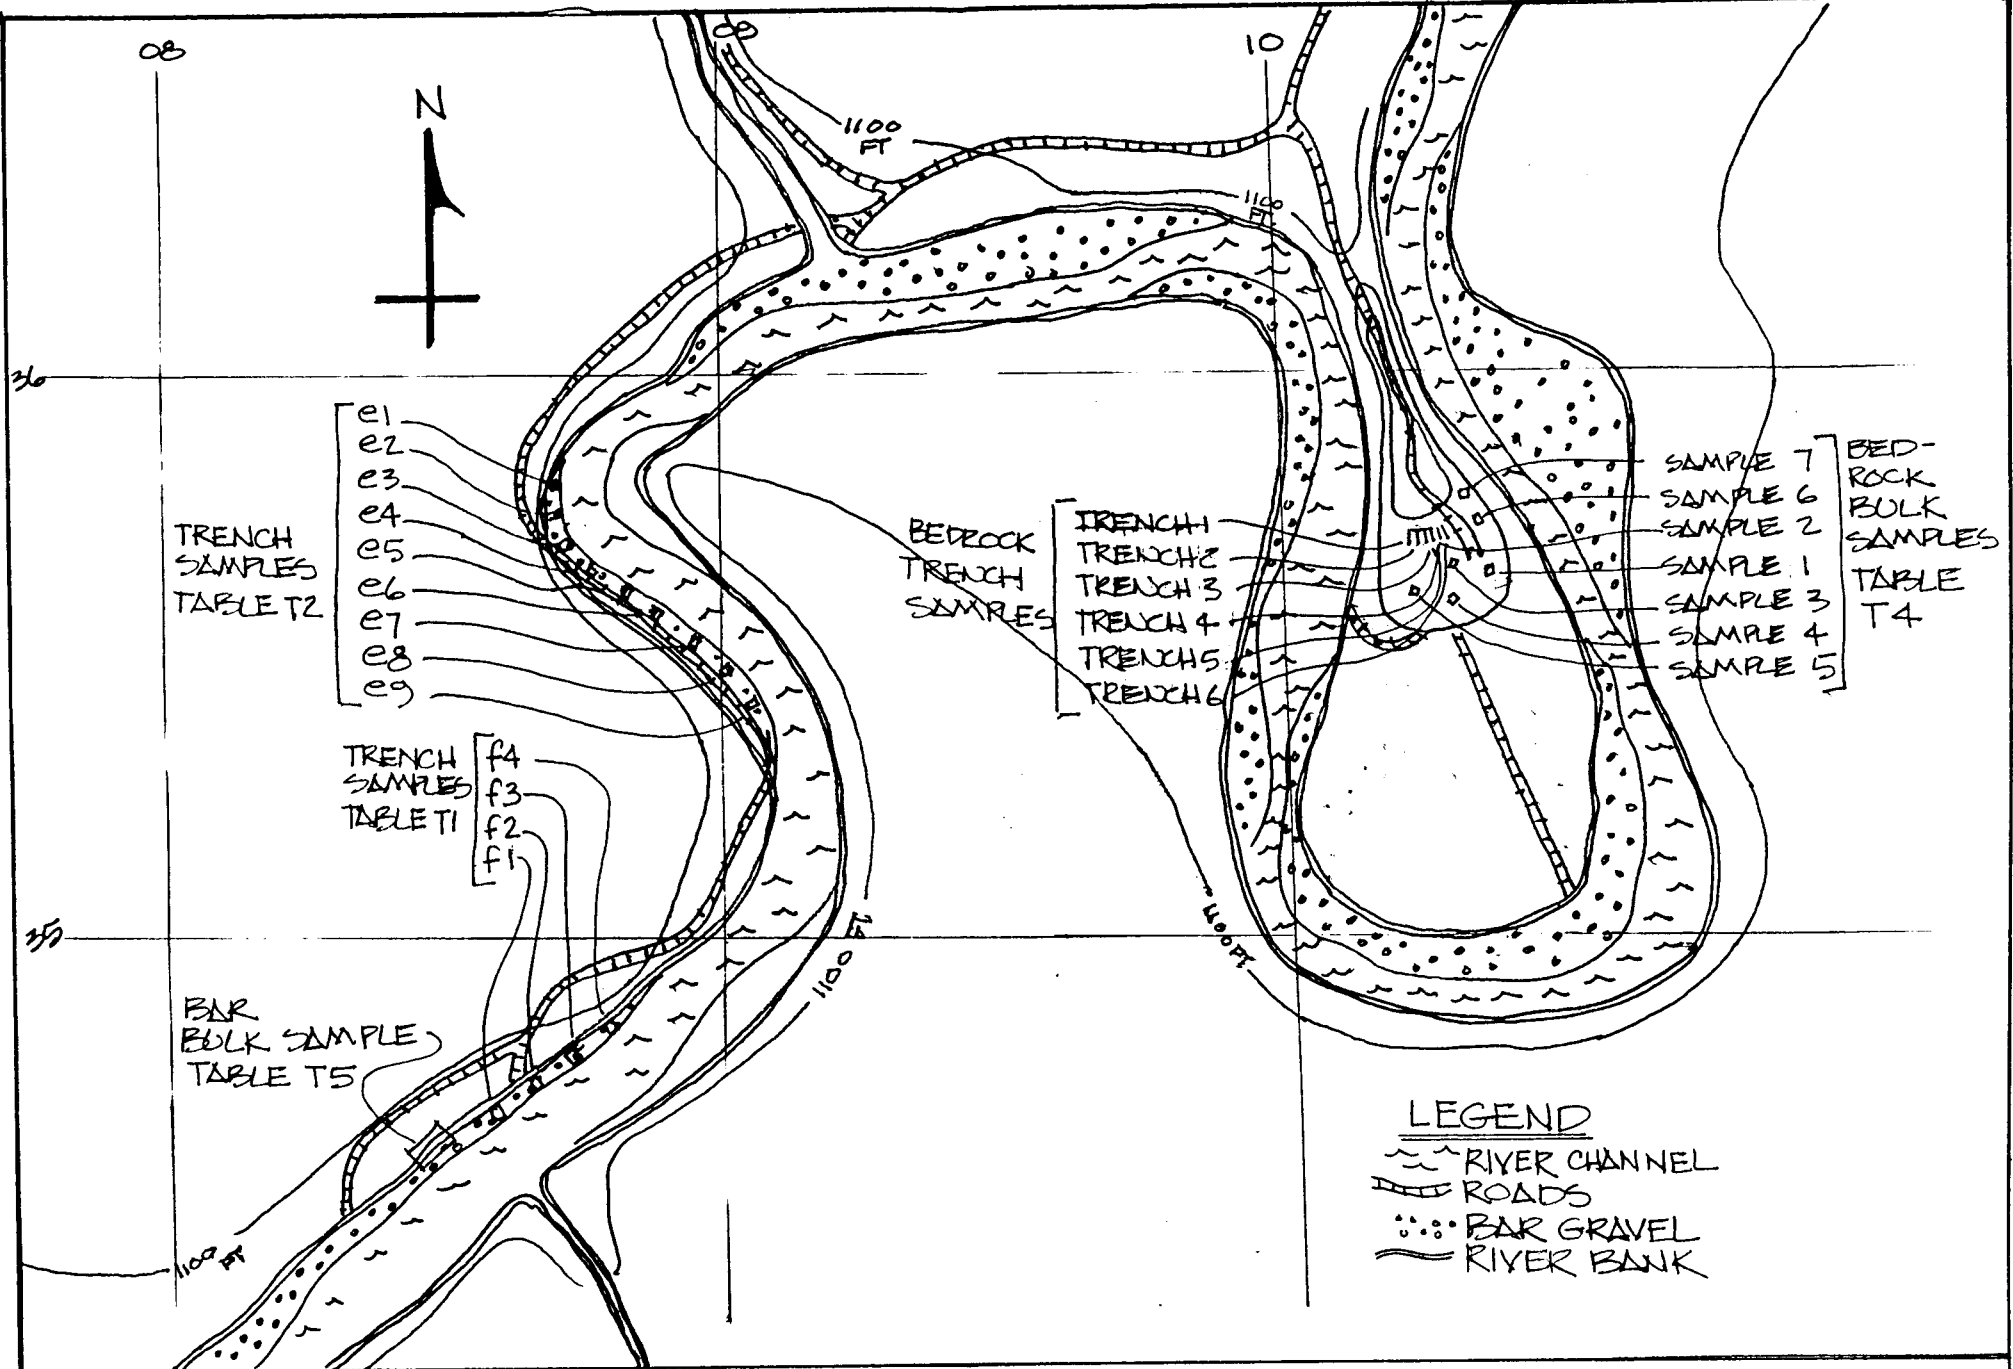 08
09
10
N
1100
FT
1100
FT.
36
e1
e2
e3
e4
e5
e6
e7
e8
e9
TRENCH
SAMPLES
TABLE T2
BEDROCK
TRENCH
SAMPLES
TRENCH 1
TRENCH 2
TRENCH 3
TRENCH 4
TRENCH 5
TRENCH 6
SAMPLE 7
SAMPLE 6
SAMPLE 2
SAMPLE 1
SAMPLE 3
SAMPLE 4
SAMPLE 5
BED-
ROCK
BULK
SAMPLES
TABLE
T4
TRENCH
SAMPLES
TABLE T1
f4
f3
f2
f1
35
1100 FT
1100 FT
BAR
BULK SAMPLE
TABLE T5
1100 FT
LEGEND
RIVER CHANNEL
ROADS
BAR GRAVEL
RIVER BANK